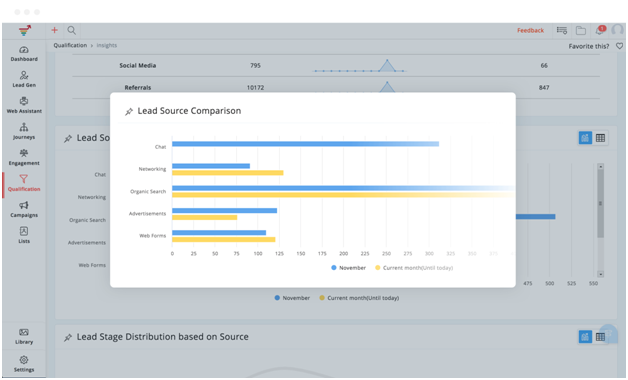 Feedback
1
Qualification > Insights
Favorite this?
Dashboard
Lead Gen
Web Assistant
Journeys
Engagement
Qualification
Campaigns
Lists
Library
Settings
Social Media 795 66
Referrals 10172 847
Lead So
Chat
Networking
Organic Search
Advertisements
Web Forms
475 500 525 550
November Current month(Until today)
Lead Source Comparison
Chat
Networking
Organic Search
Advertisements
Web Forms
0 25 50 75 100 125 150 175 200 225 250 275 300 325 350 375
November Current month(Until today)
Lead Stage Distribution based on Source